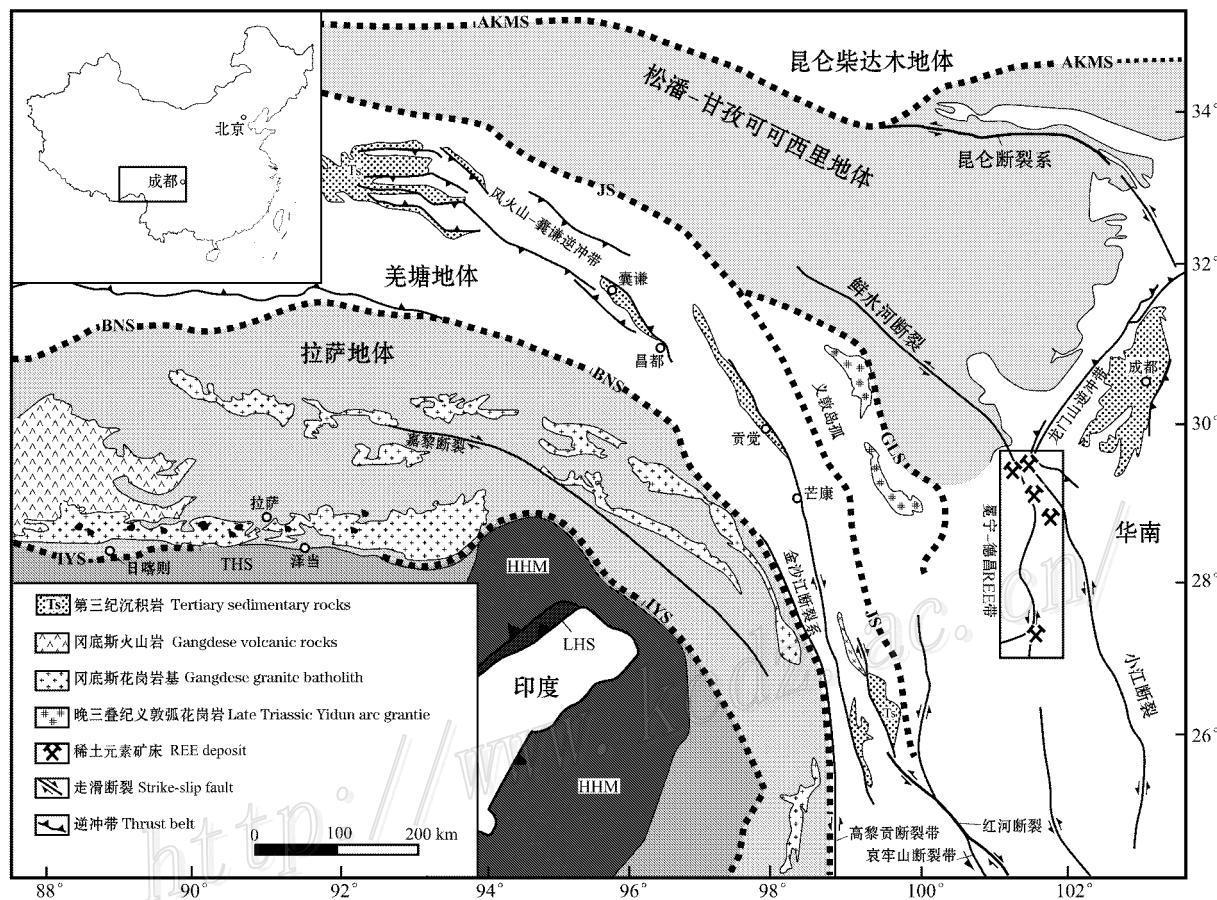 AKMS
昆仑柴达木地体
AKMS
松潘–甘孜可可西里地体
34°
北京
昆仑断裂系
成都
Ts
JS
风火山–囊谦逆冲带
32°
羌塘地体
囊谦
鲜水河断裂
BNS
拉萨地体
昌都
BNS
成都
龙门山逆冲带
义敦岛弧
30°
嘉黎断裂
贡觉
GLS
拉萨
芒康
华南
IYS
日喀则
THS
泽当
HHM
冕宁–德昌REE带
28°
金沙江断裂系
IYS
JS
LHS
印度
小江断裂
Ts
26°
HHM
Ts 第三纪沉积岩 Tertiary sedimentary rocks
冈底斯火山岩 Gangdese volcanic rocks
冈底斯花岗岩基 Gangdese granite batholith
晚三叠纪义敦弧花岗岩 Late Triassic Yidun arc grantie
稀土元素矿床 REE deposit
走滑断裂 Strike-slip fault
逆冲带 Thrust belt
0 100 200 km
高黎贡断裂带
红河断裂
哀牢山断裂带
88° 90° 92° 94° 96° 98° 100° 102°